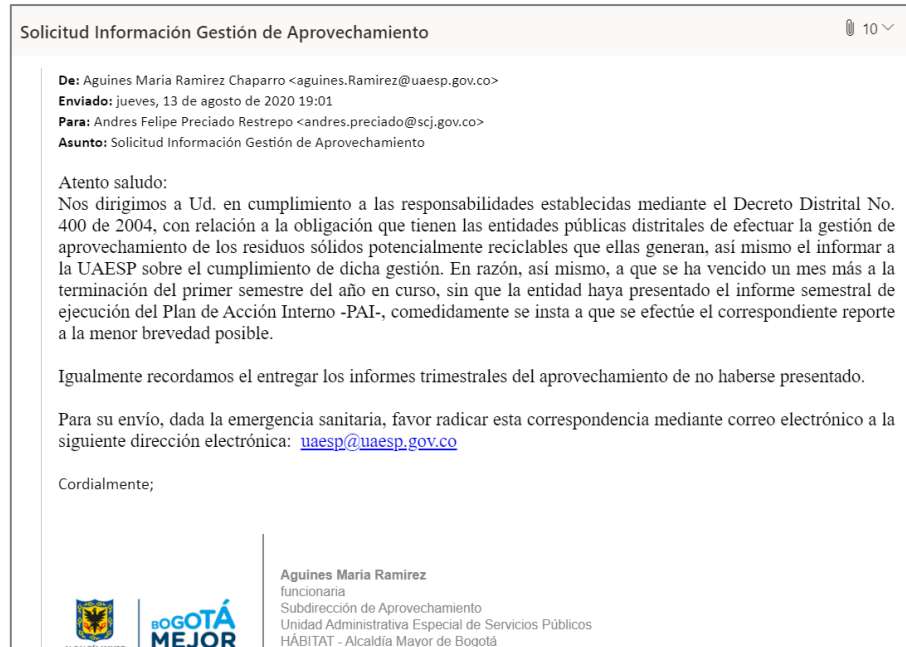 Solicitud Información Gestión de Aprovechamiento
10
De: Aguines Maria Ramirez Chaparro <aguines.Ramirez@uaesp.gov.co>
Enviado: jueves, 13 de agosto de 2020 19:01
Para: Andres Felipe Preciado Restrepo <andres.preciado@scj.gov.co>
Asunto: Solicitud Información Gestión de Aprovechamiento
Atento saludo:
Nos dirigimos a Ud. en cumplimiento a las responsabilidades establecidas mediante el Decreto Distrital No.
400 de 2004, con relación a la obligación que tienen las entidades públicas distritales de efectuar la gestión de
aprovechamiento de los residuos sólidos potencialmente reciclables que ellas generan, así mismo el informar a
la UAESP sobre el cumplimiento de dicha gestión. En razón, así mismo, a que se ha vencido un mes más a la
terminación del primer semestre del año en curso, sin que la entidad haya presentado el informe semestral de
ejecución del Plan de Acción Interno -PAI-, comedidamente se insta a que se efectúe el correspondiente reporte
a la menor brevedad posible.
Igualmente recordamos el entregar los informes trimestrales del aprovechamiento de no haberse presentado.
Para su envío, dada la emergencia sanitaria, favor radicar esta correspondencia mediante correo electrónico a la
siguiente dirección electrónica: uaesp@uaesp.gov.co
Cordialmente;
Aguines Maria Ramirez
funcionaria
Subdirección de Aprovechamiento
Unidad Administrativa Especial de Servicios Públicos
HÁBITAT - Alcaldía Mayor de Bogotá
BOGOTÁ
MEJOR